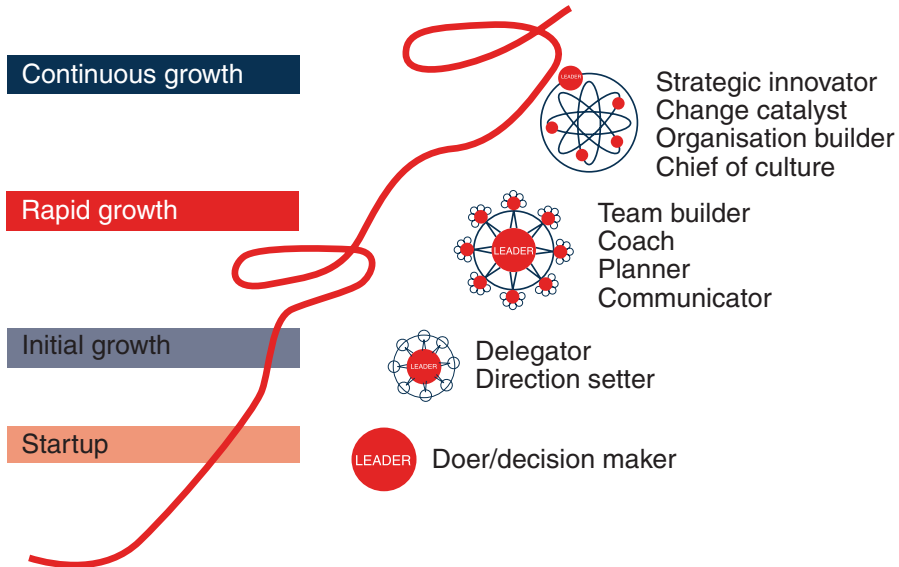 Continuous growth
LEADER
Strategic innovator
Change catalyst
Organisation builder
Chief of culture
Rapid growth
LEADER
Team builder
Coach
Planner
Communicator
Initial growth
LEADER
Delegator
Direction setter
Startup
LEADER
Doer/decision maker